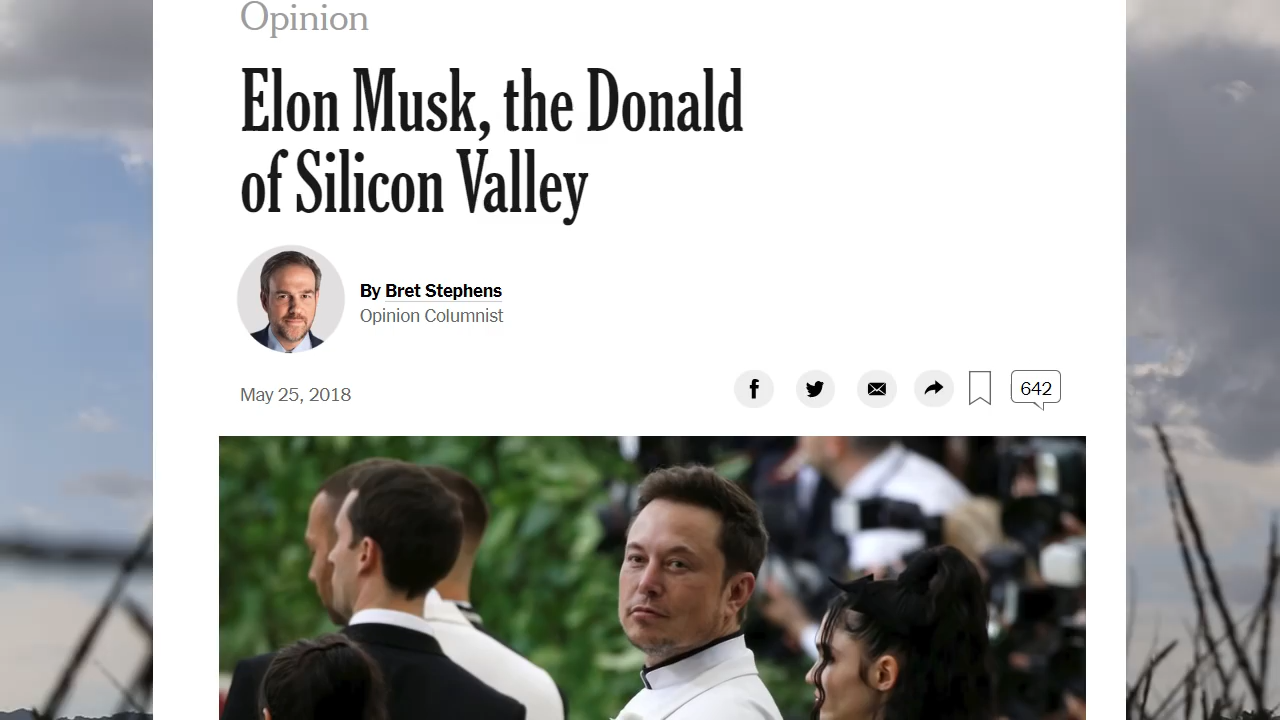 Opinion
Elon Musk, the Donald
of Silicon Valley
By Bret Stephens
Opinion Columnist
May 25, 2018
642